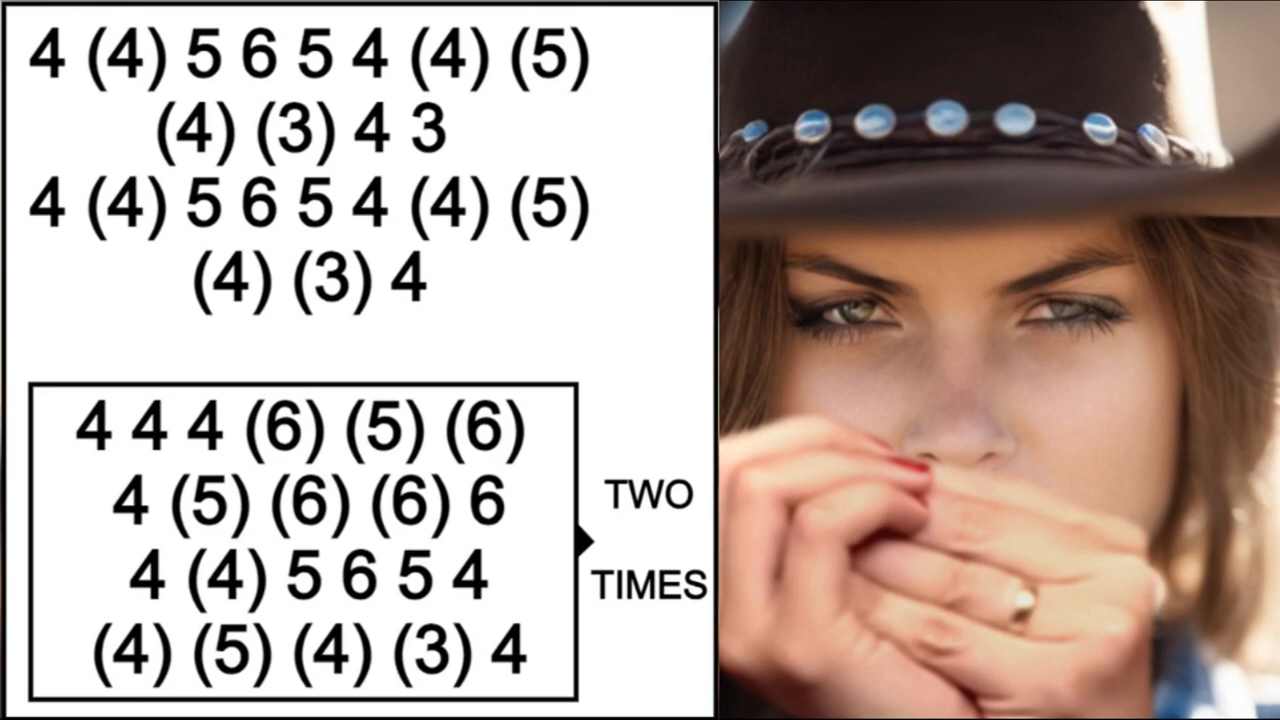 4 (4) 5 6 5 4 (4) (5)
(4) (3) 4 3
4 (4) 5 6 5 4 (4) (5)
(4) (3) 4
4 4 4 (6) (5) (6)
4 (5) (6) (6) 6
4 (4) 5 6 5 4
(4) (5) (4) (3) 4
TWO
TIMES